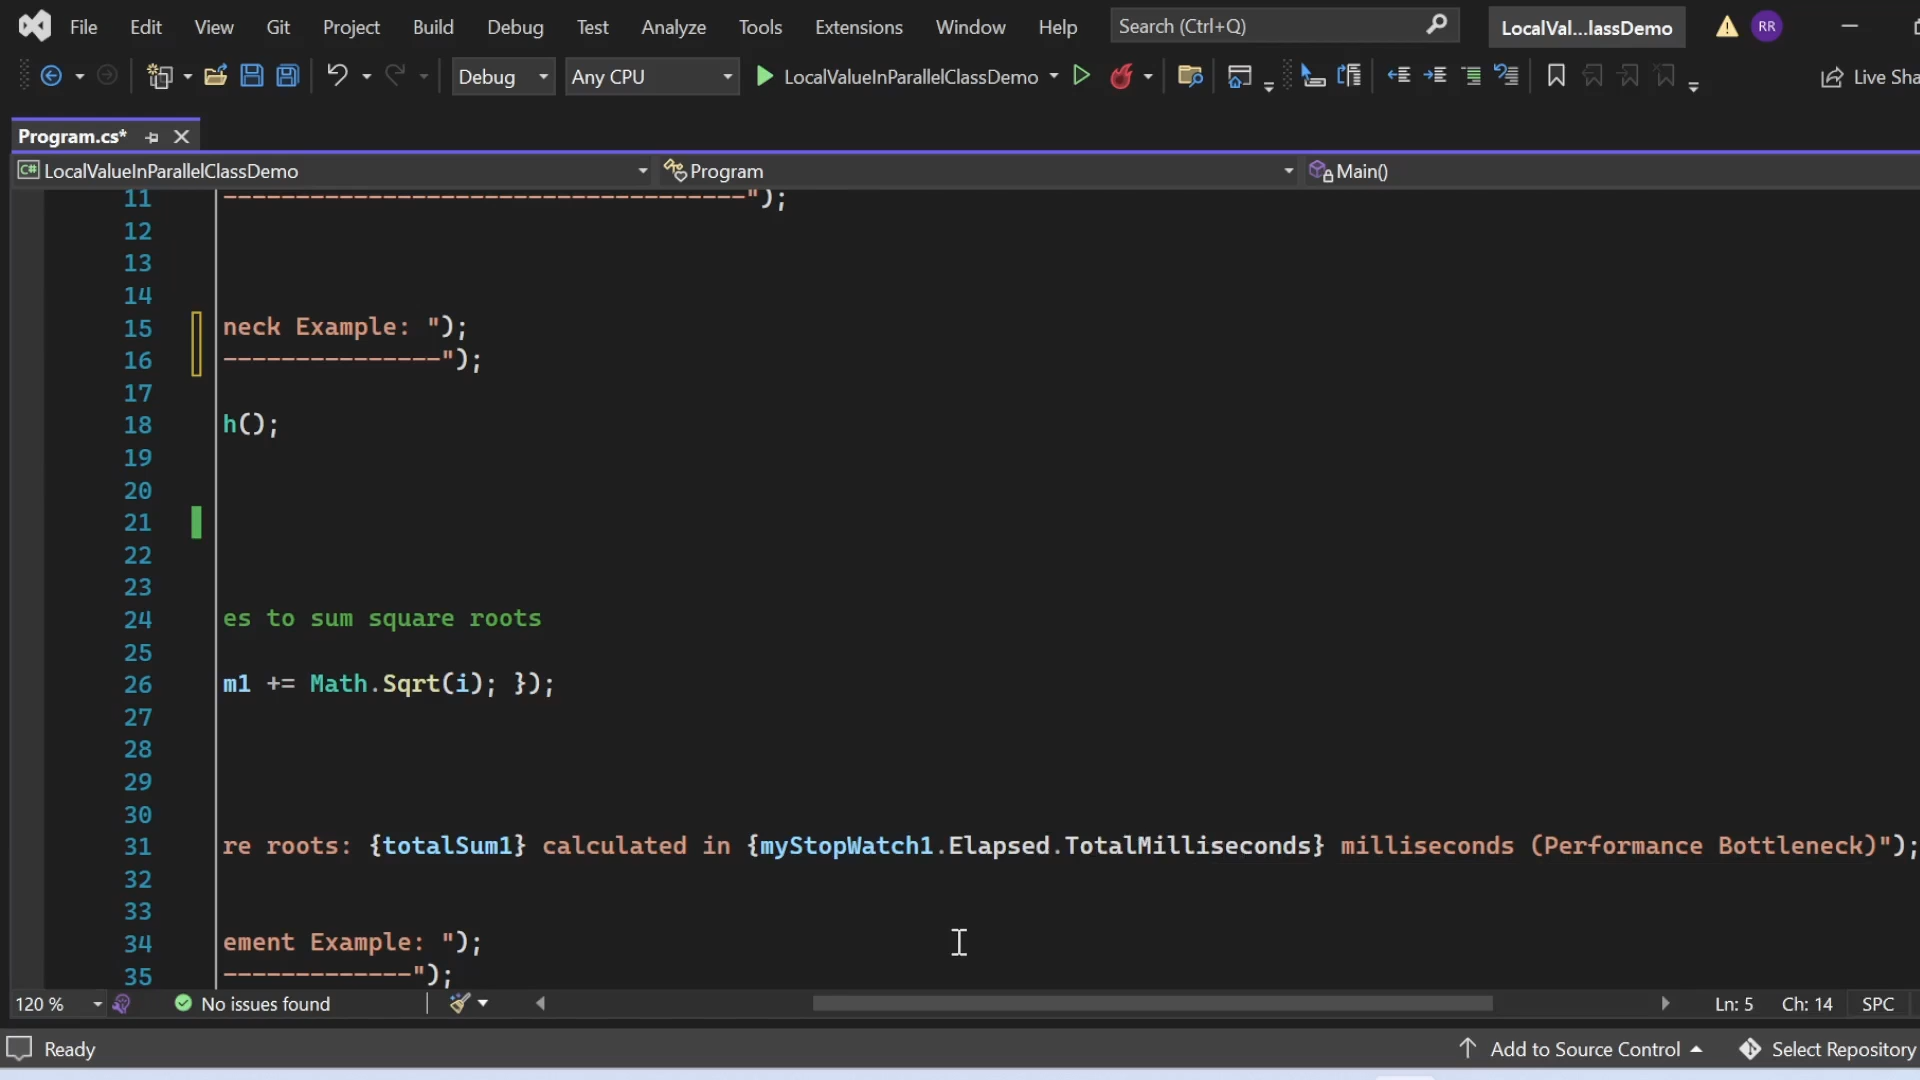 File Edit View Git Project Build Debug Test Analyze Tools Extensions Window Help Search (Ctrl+Q) LocalVal...lassDemo RR
Debug Any CPU LocalValueInParallelClassDemo Live Sha
Program.cs*
C# LocalValueInParallelClassDemo Program Main()
11 ------------------------------------");
12
13
14
15 neck Example: ");
16 ---------------");
17
18 h();
19
20
21
22
23
24 es to sum square roots
25
26 m1 += Math.Sqrt(i); });
27
28
29
30
31 re roots: {totalSum1} calculated in {myStopWatch1.Elapsed.TotalMilliseconds} milliseconds (Performance Bottleneck)");
32
33
34 ement Example: ");
35 -------------");
120 % No issues found Ln: 5 Ch: 14 SPC
Ready Add to Source Control Select Repository